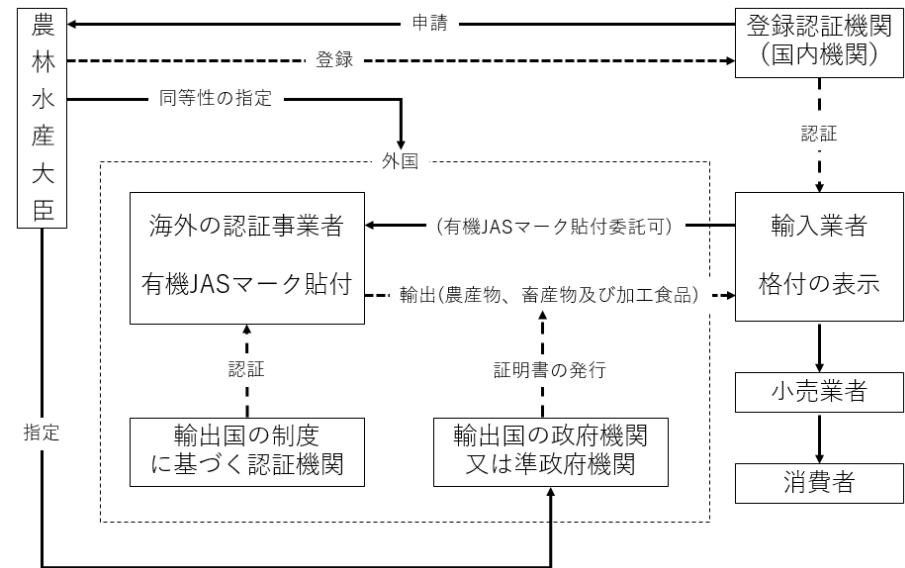 農林水産大臣
申請
登録認証機関
(国内機関)
登録
同等性の指定
認証
外国
海外の認証事業者
有機JASマーク貼付
(有機JASマーク貼付委託可)
輸入業者
格付の表示
輸出(農産物、畜産物及び加工食品)
認証
証明書の発行
小売業者
指定
輸出国の制度
に基づく認証機関
輸出国の政府機関
又は準政府機関
消費者